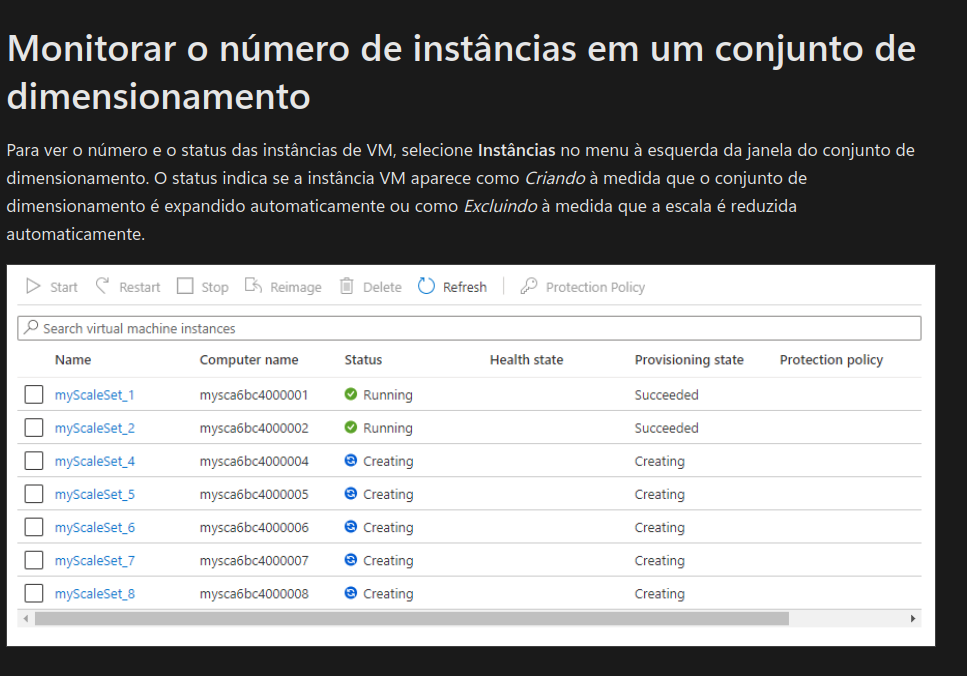 Monitorar o número de instâncias em um conjunto de
dimensionamento
Para ver o número e o status das instâncias de VM, selecione Instâncias no menu à esquerda da janela do conjunto de
dimensionamento. O status indica se a instância VM aparece como Criando à medida que o conjunto de
dimensionamento é expandido automaticamente ou como Excluindo à medida que a escala é reduzida
automaticamente.
Start Restart Stop Reimage Delete Refresh Protection Policy
Search virtual machine instances
Name Computer name Status Health state Provisioning state Protection policy
myScaleSet_1 mysca6bc4000001 Running Succeeded
myScaleSet_2 mysca6bc4000002 Running Succeeded
myScaleSet_4 mysca6bc4000004 Creating Creating
myScaleSet_5 mysca6bc4000005 Creating Creating
myScaleSet_6 mysca6bc4000006 Creating Creating
myScaleSet_7 mysca6bc4000007 Creating Creating
myScaleSet_8 mysca6bc4000008 Creating Creating